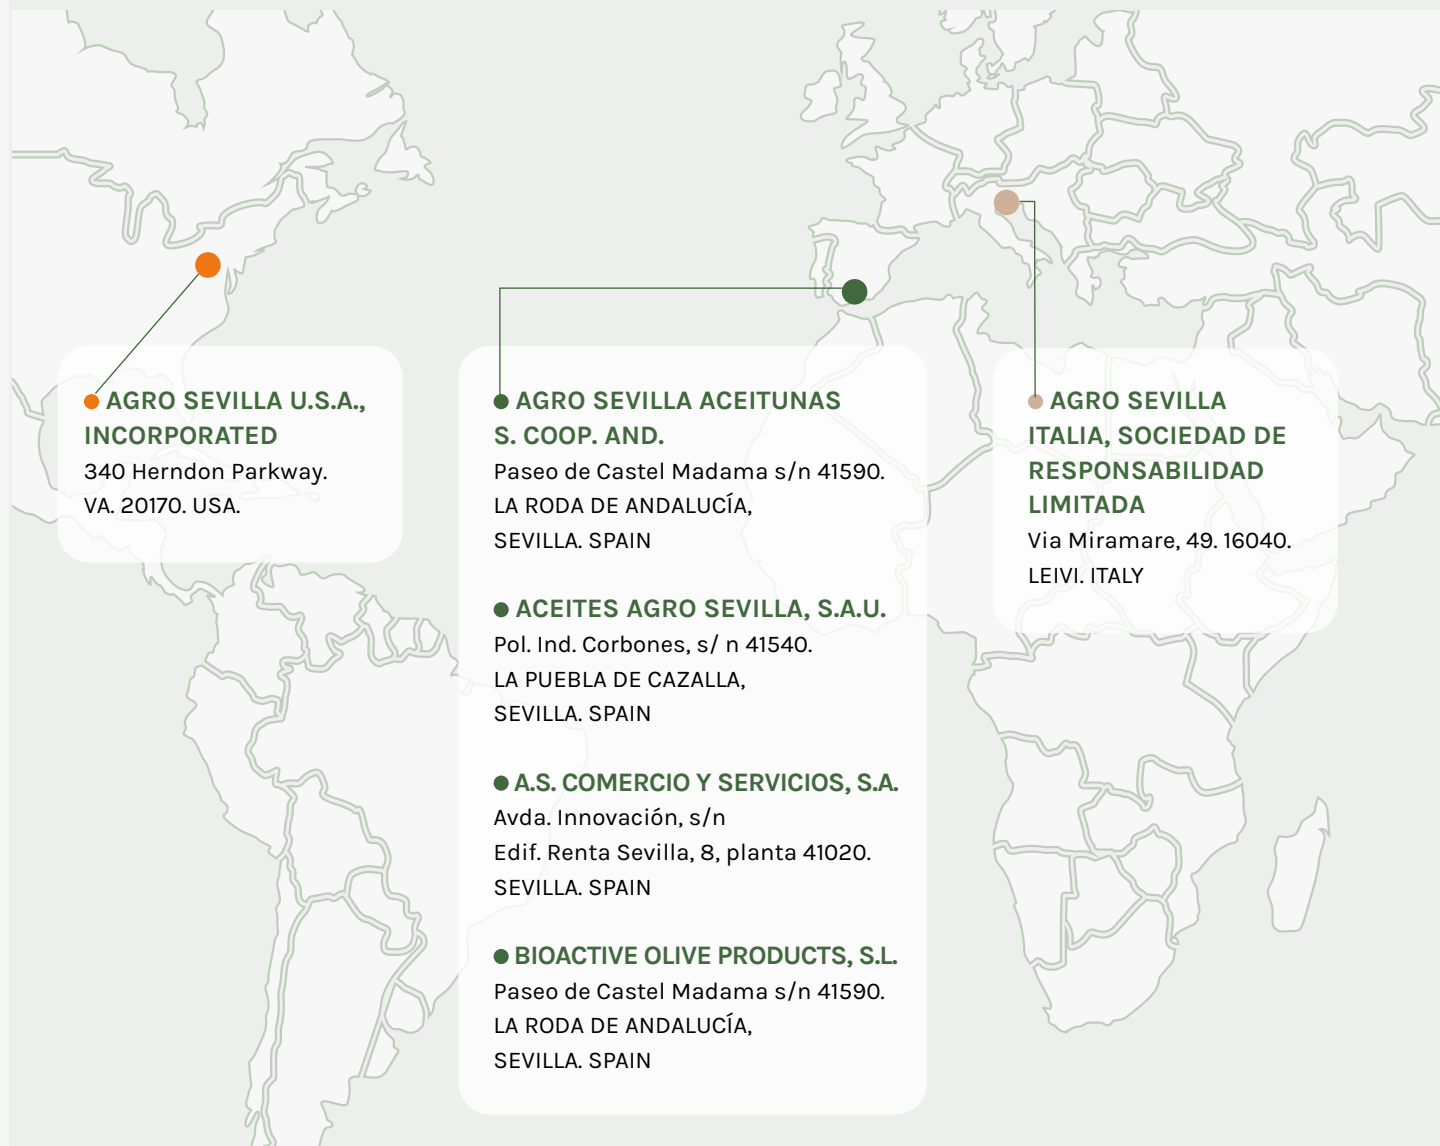 AGRO SEVILLA U.S.A.,
INCORPORATED
340 Herndon Parkway.
VA. 20170. USA.
AGRO SEVILLA ACEITUNAS
S. COOP. AND.
Paseo de Castel Madama s/n 41590.
LA RODA DE ANDALUCÍA,
SEVILLA. SPAIN
ACEITES AGRO SEVILLA, S.A.U.
Pol. Ind. Corbones, s/ n 41540.
LA PUEBLA DE CAZALLA,
SEVILLA. SPAIN
A.S. COMERCIO Y SERVICIOS, S.A.
Avda. Innovación, s/n
Edif. Renta Sevilla, 8, planta 41020.
SEVILLA. SPAIN
BIOACTIVE OLIVE PRODUCTS, S.L.
Paseo de Castel Madama s/n 41590.
LA RODA DE ANDALUCÍA,
SEVILLA. SPAIN
AGRO SEVILLA
ITALIA, SOCIEDAD DE
RESPONSABILIDAD
LIMITADA
Via Miramare, 49. 16040.
LEIVI. ITALY